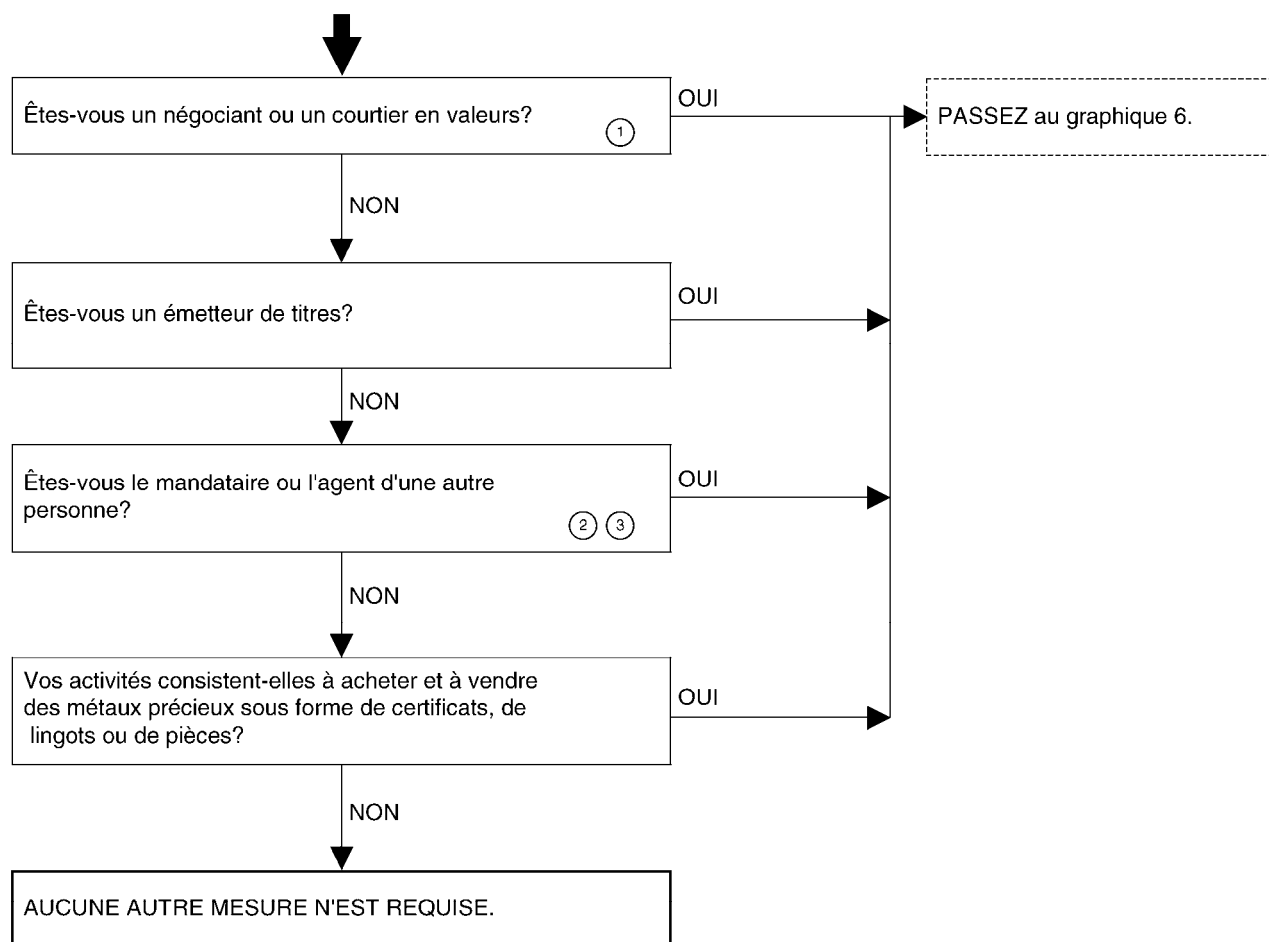 Êtes-vous un négociant ou un courtier en valeurs?
1
OUI
PASSEZ au graphique 6.
NON
Êtes-vous un émetteur de titres?
OUI
NON
Êtes-vous le mandataire ou l'agent d'une autre
personne?
2 3
OUI
NON
Vos activités consistent-elles à acheter et à vendre
des métaux précieux sous forme de certificats, de
lingots ou de pièces?
OUI
NON
AUCUNE AUTRE MESURE N'EST REQUISE.